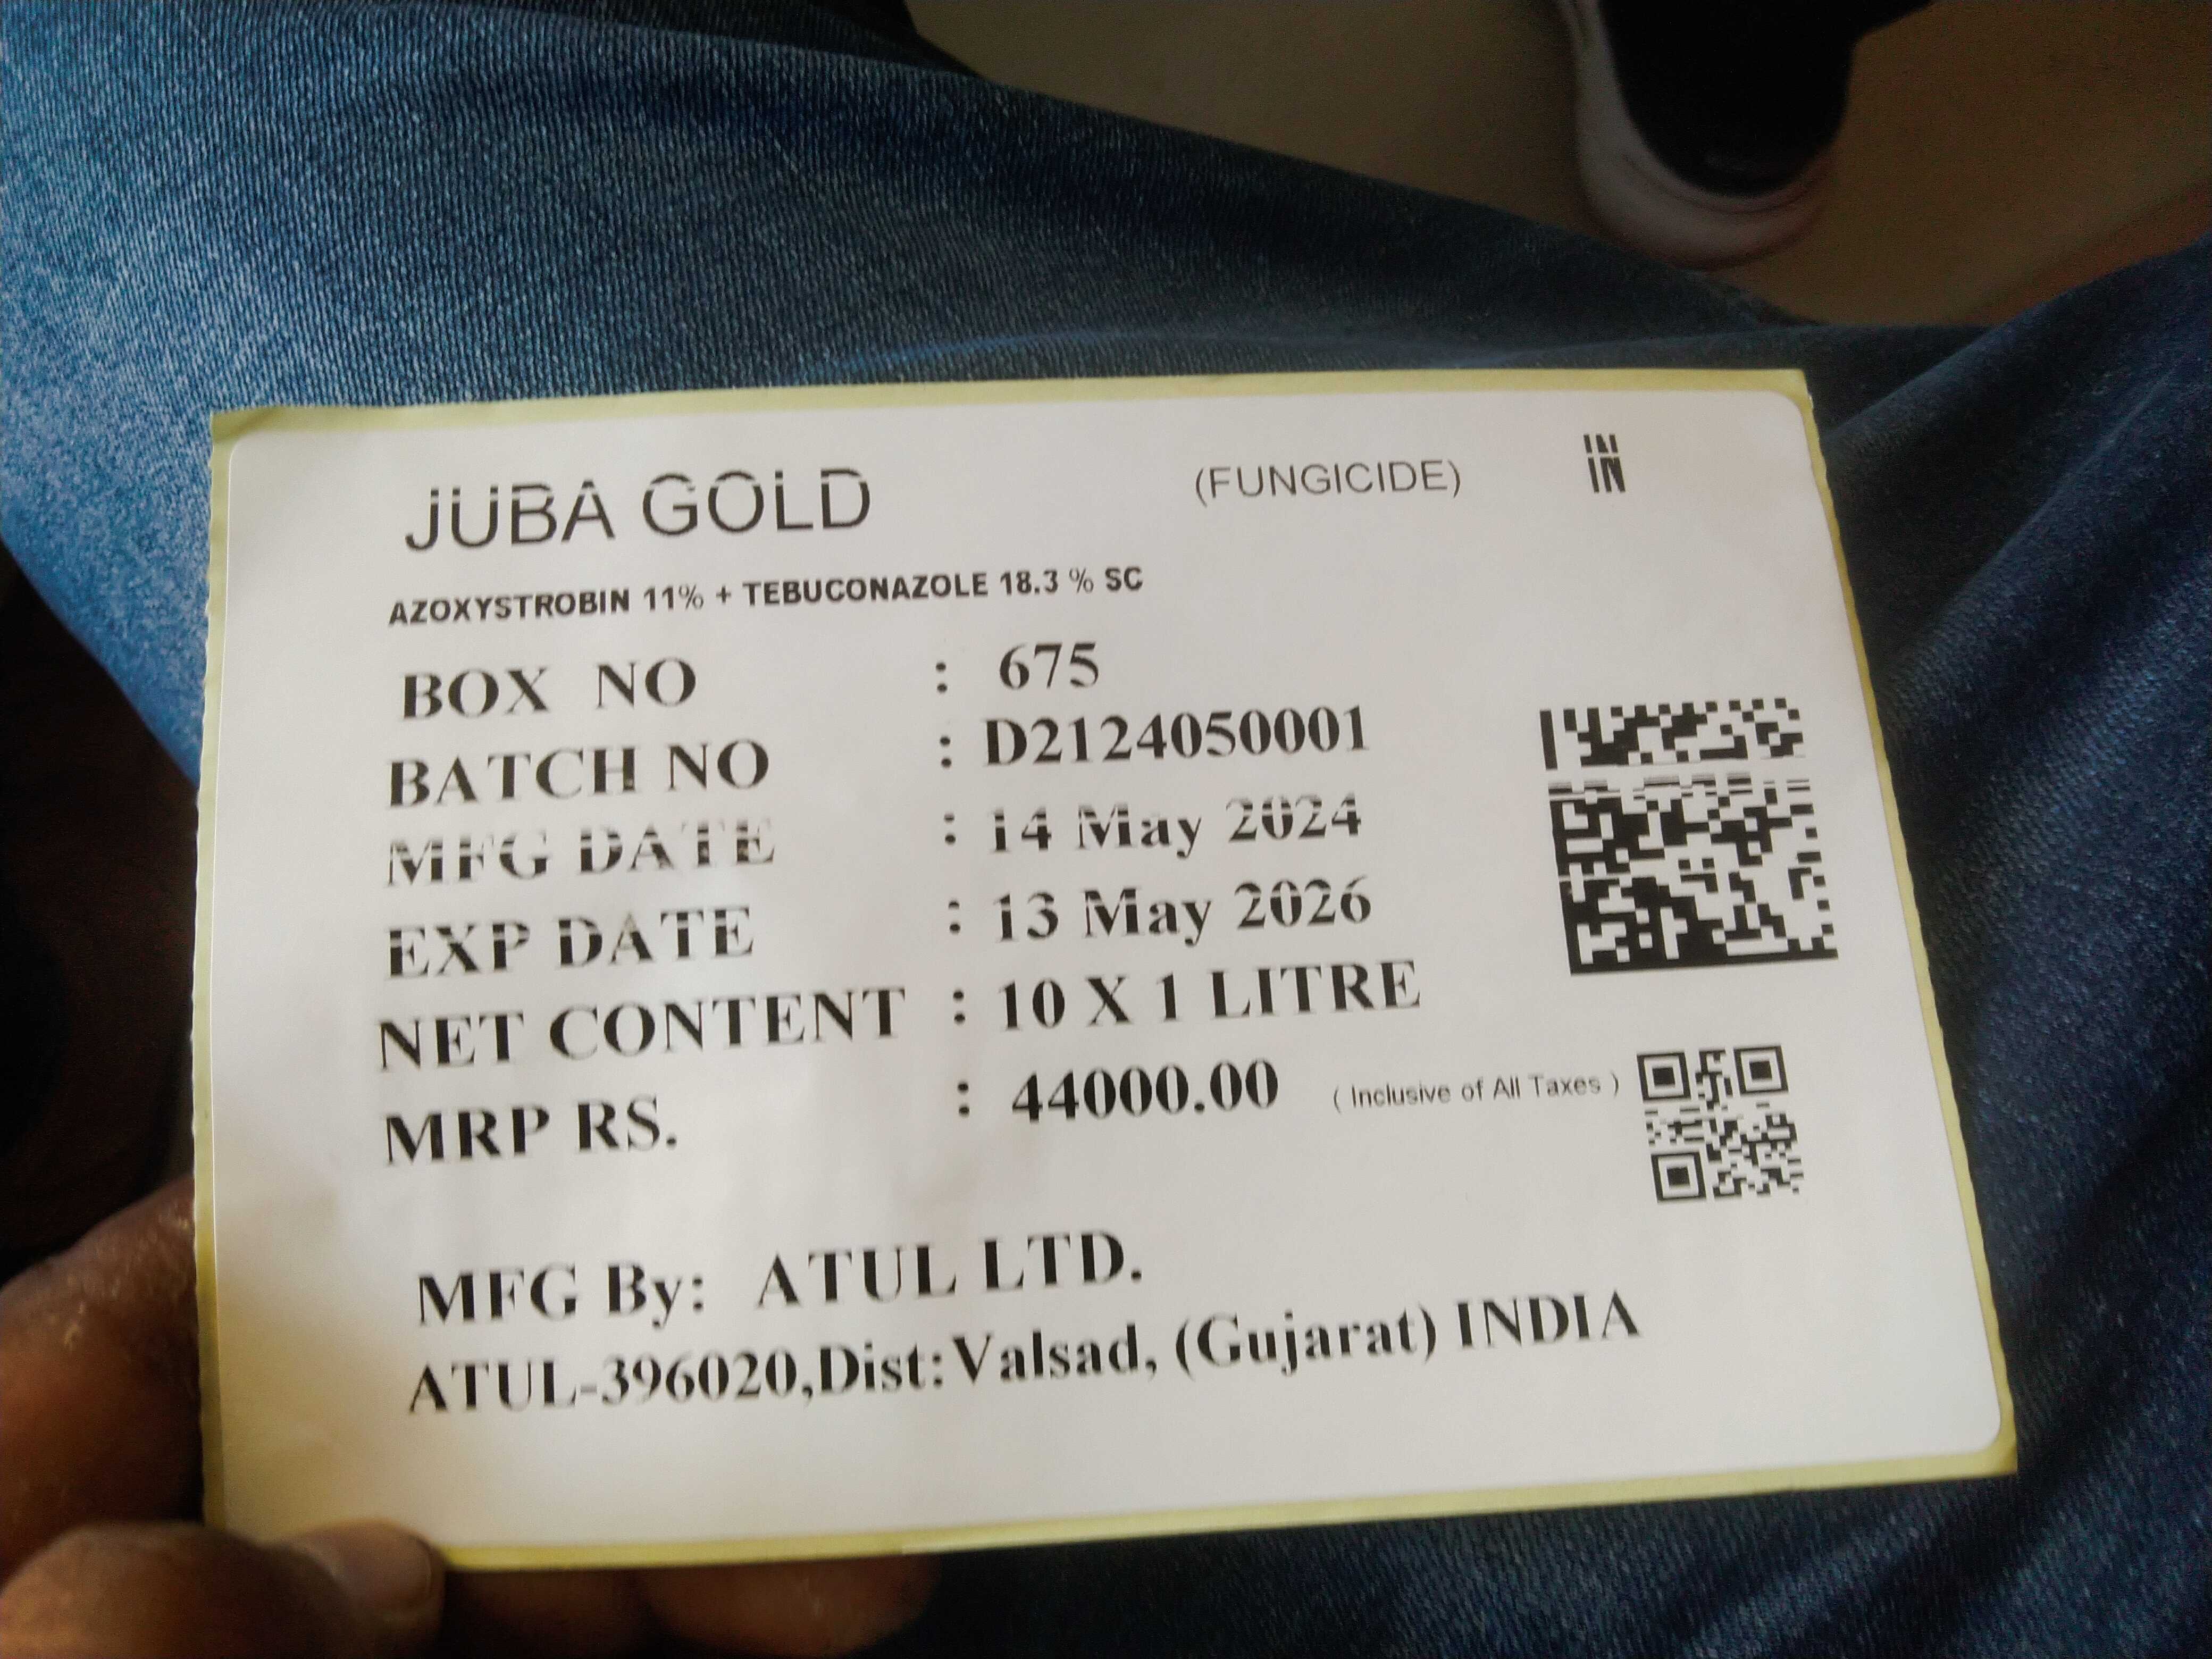 JUBA GOLD (FUNGICIDE) IN
AZOXYSTROBIN 11% + TEBUCONAZOLE 18.3 % SC
BOX NO : 675
BATCH NO : D2124050001
MFG DATE : 14 May 2024
EXP DATE : 13 May 2026
NET CONTENT : 10 X 1 LITRE
MRP RS. : 44000.00 ( Inclusive of All Taxes )
MFG By: ATUL LTD.
ATUL-396020,Dist:Valsad, (Gujarat) INDIA